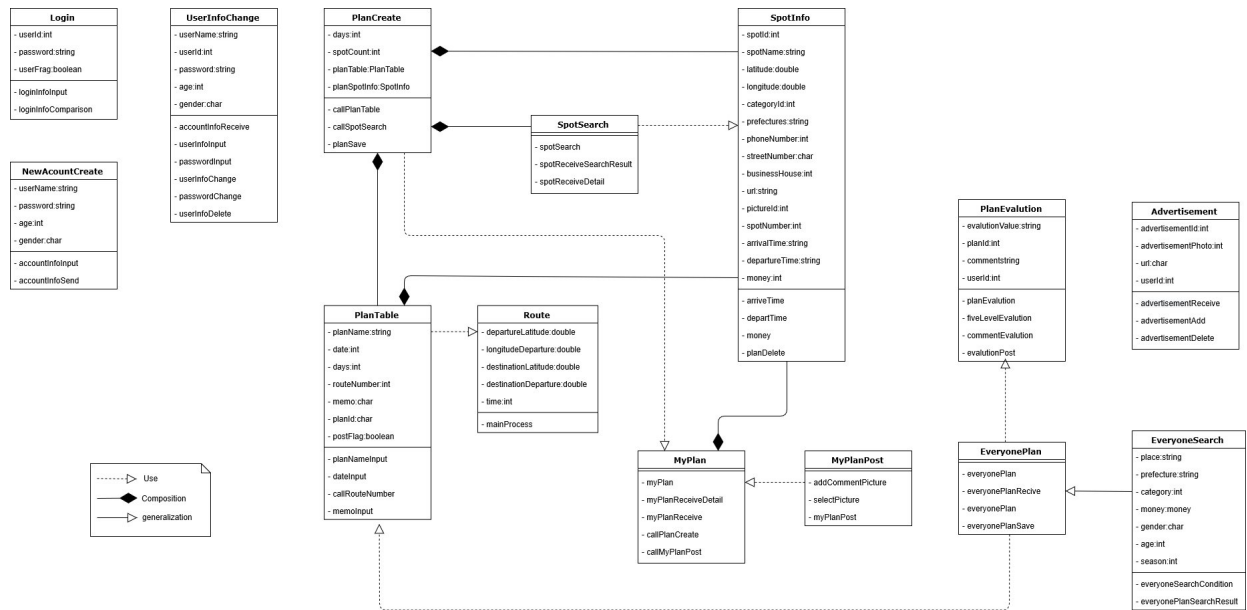 Login
- userId:int
- password:string
- userFrag:boolean
- loginInfoInput
- loginInfoComparison
NewAcountCreate
- userName:string
- password:string
- age:int
- gender:char
- accountInfoInput
- accountInfoSend
UserInfoChange
- userName:string
- userId:int
- password:string
- age:int
- gender:char
- accountInfoReceive
- userInfoInput
- passwordInput
- userInfoChange
- passwordChange
- userInfoDelete
PlanCreate
- days:int
- spotCount:int
- planTable:PlanTable
- planSpotInfo:SpotInfo
- callPlanTable
- callSpotSearch
- planSave
SpotSearch
- spotSearch
- spotReceiveSearchResult
- spotReceiveDetail
SpotInfo
- spotId:int
- spotName:string
- latitude:double
- longitude:double
- categoryId:int
- prefectures:string
- phoneNumber:int
- streetNumber:char
- businessHouse:int
- url:string
- pictureId:int
- spotNumber:int
- arrivalTime:string
- departureTime:string
- money:int
- arriveTime
- departTime
- money
- planDelete
PlanEvalution
- evalutionValue:string
- planId:int
- commentstring
- userId:int
- planEvalution
- fiveLevelEvalution
- commentEvalution
- evalutionPost
Advertisement
- advertisementId:int
- advertisementPhoto:int
- url:char
- userId:int
- advertisementReceive
- advertisementAdd
- advertisementDelete
PlanTable
- planName:string
- date:int
- days:int
- routeNumber:int
- memo:char
- planId:char
- postFlag:boolean
- planNameInput
- dateInput
- callRouteNumber
- memoInput
Route
- departureLatitude:double
- longitudeDeparture:double
- destinationLatitude:double
- destinationDeparture:double
- time:int
- mainProcess
Use
Composition
generalization
MyPlan
- myPlan
- myPlanReceiveDetail
- myPlanReceive
- callPlanCreate
- callMyPlanPost
MyPlanPost
- addCommentPicture
- selectPicture
- myPlanPost
EveryonePlan
- everyonePlan
- everyonePlanRecive
- everyonePlan
- everyonePlanSave
EveryoneSearch
- place:string
- prefecture:string
- category:int
- money:money
- gender:char
- age:int
- season:int
- everyoneSearchCondition
- everyonePlanSearchResult